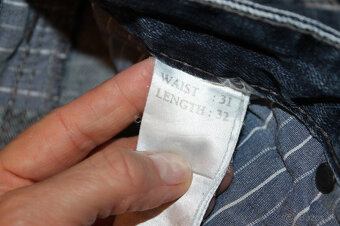 WAIST : 31
LENGTH : 32